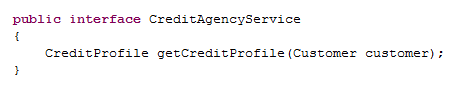 public interface CreditAgencyService
{
    CreditProfile getCreditProfile(Customer customer);
}